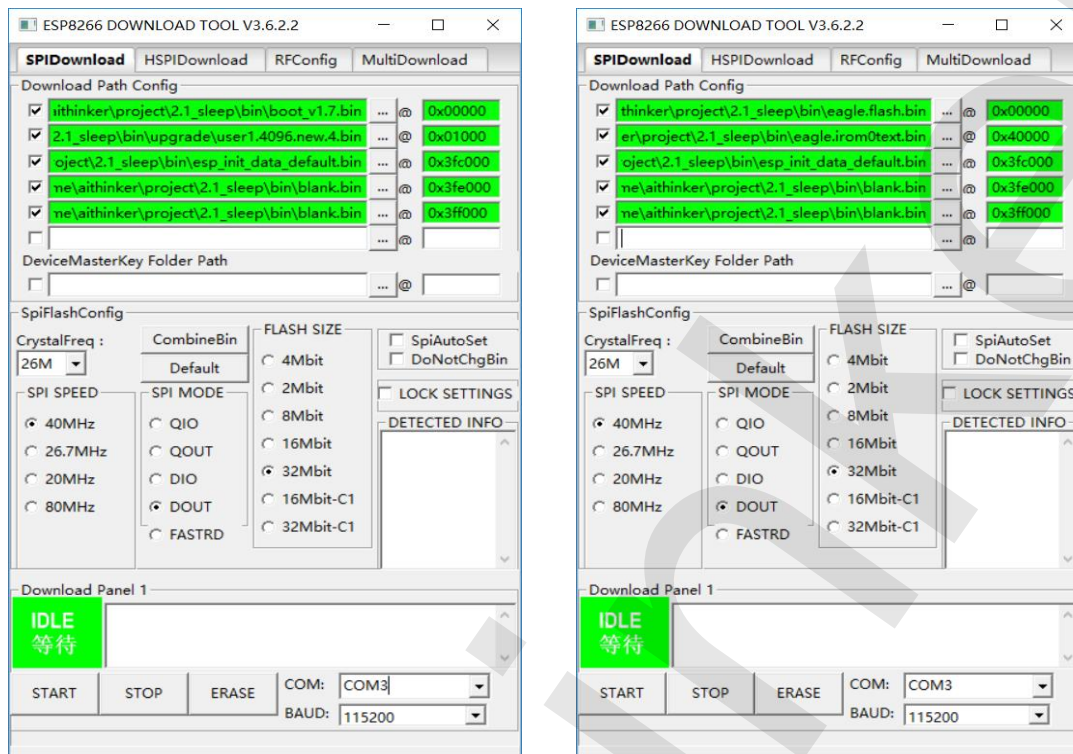 ESP8266 DOWNLOAD TOOL V3.6.2.2
SPIDownload HSPIDownload RFConfig MultiDownload
Download Path Config
iithinker\project\2.1_sleep\bin\boot_v1.7.bin ... @ 0x00000
2.1_sleep\bin\upgrade\user1.4096.new.4.bin ... @ 0x01000
oject\2.1_sleep\bin\esp_init_data_default.bin ... @ 0x3fc000
ne\aithinker\project\2.1_sleep\bin\blank.bin ... @ 0x3fe000
ne\aithinker\project\2.1_sleep\bin\blank.bin ... @ 0x3ff000
... @
DeviceMasterKey Folder Path
... @
SpiFlashConfig
CrystalFreq :
26M
CombineBin
Default
SPI SPEED
40MHz
26.7MHz
20MHz
80MHz
SPI MODE
QIO
QOUT
DIO
DOUT
FASTRD
FLASH SIZE
4Mbit
2Mbit
8Mbit
16Mbit
32Mbit
16Mbit-C1
32Mbit-C1
SpiAutoSet
DoNotChgBin
LOCK SETTINGS
DETECTED INFO
Download Panel 1
IDLE
等待
START STOP ERASE
COM: COM3
BAUD: 115200
ESP8266 DOWNLOAD TOOL V3.6.2.2
SPIDownload HSPIDownload RFConfig MultiDownload
Download Path Config
thinker\project\2.1_sleep\bin\eagle.flash.bin ... @ 0x00000
er\project\2.1_sleep\bin\eagle.irom0text.bin ... @ 0x40000
oject\2.1_sleep\bin\esp_init_data_default.bin ... @ 0x3fc000
ne\aithinker\project\2.1_sleep\bin\blank.bin ... @ 0x3fe000
ne\aithinker\project\2.1_sleep\bin\blank.bin ... @ 0x3ff000
... @
DeviceMasterKey Folder Path
... @
SpiFlashConfig
CrystalFreq :
26M
CombineBin
Default
SPI SPEED
40MHz
26.7MHz
20MHz
80MHz
SPI MODE
QIO
QOUT
DIO
DOUT
FASTRD
FLASH SIZE
4Mbit
2Mbit
8Mbit
16Mbit
32Mbit
16Mbit-C1
32Mbit-C1
SpiAutoSet
DoNotChgBin
LOCK SETTINGS
DETECTED INFO
Download Panel 1
IDLE
等待
START STOP ERASE
COM: COM3
BAUD: 115200